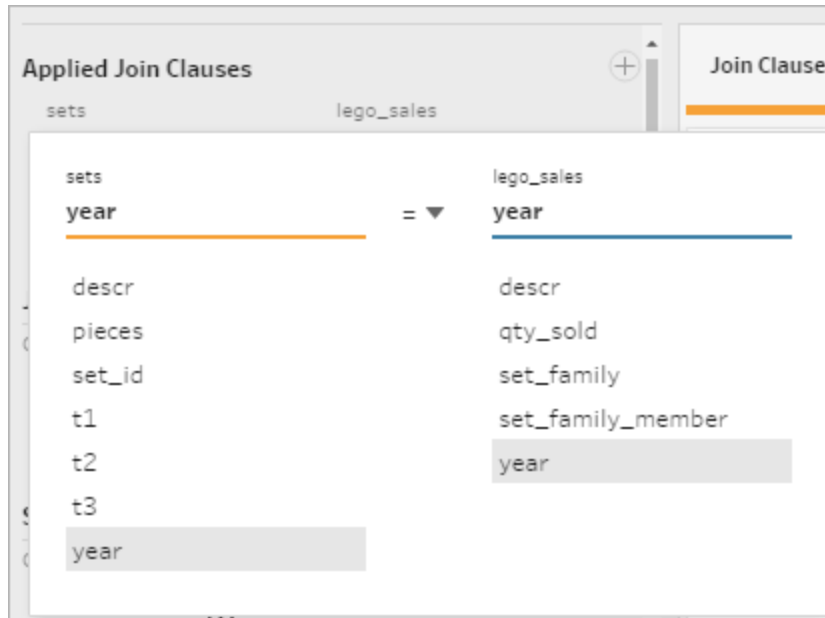 Applied Join Clauses
Join Clause
sets lego_sales
sets lego_sales
year = year
descr descr
pieces qty_sold
set_id set_family
t1 set_family_member
t2 year
t3
year